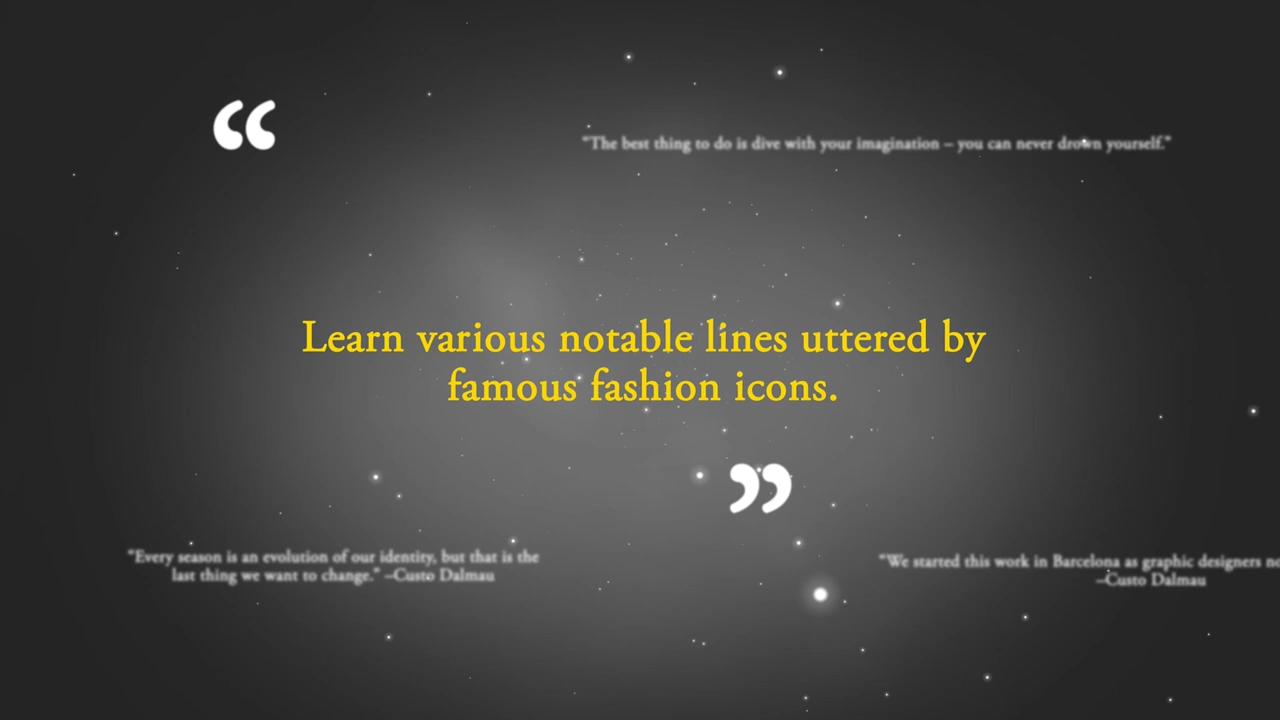 “
“The best thing to do is dive with your imagination – you can never drown yourself.”
Learn various notable lines uttered by
famous fashion icons.
”
“Every season is an evolution of our identity, but that is the
last thing we want to change.” –Custo Dalmau
“We started this work in Barcelona as graphic designers
–Custo Dalmau